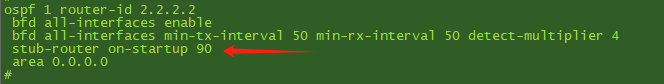 ospf 1 router-id 2.2.2.2
bfd all-interfaces enable
bfd all-interfaces min-tx-interval 50 min-rx-interval 50 detect-multiplier 4
stub-router on-startup 90
area 0.0.0.0
#